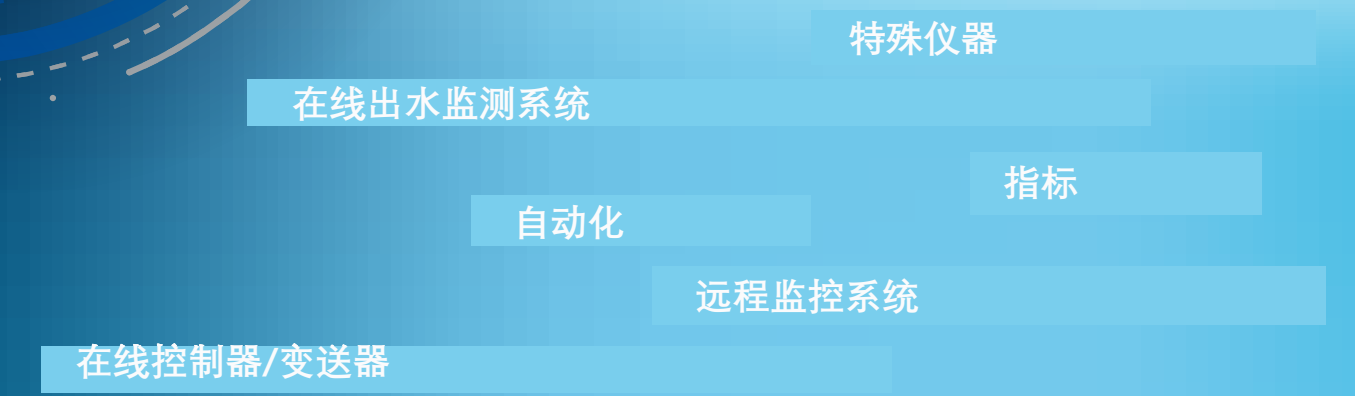 特殊仪器
在线出水监测系统
指标
自动化
远程监控系统
在线控制器/变送器